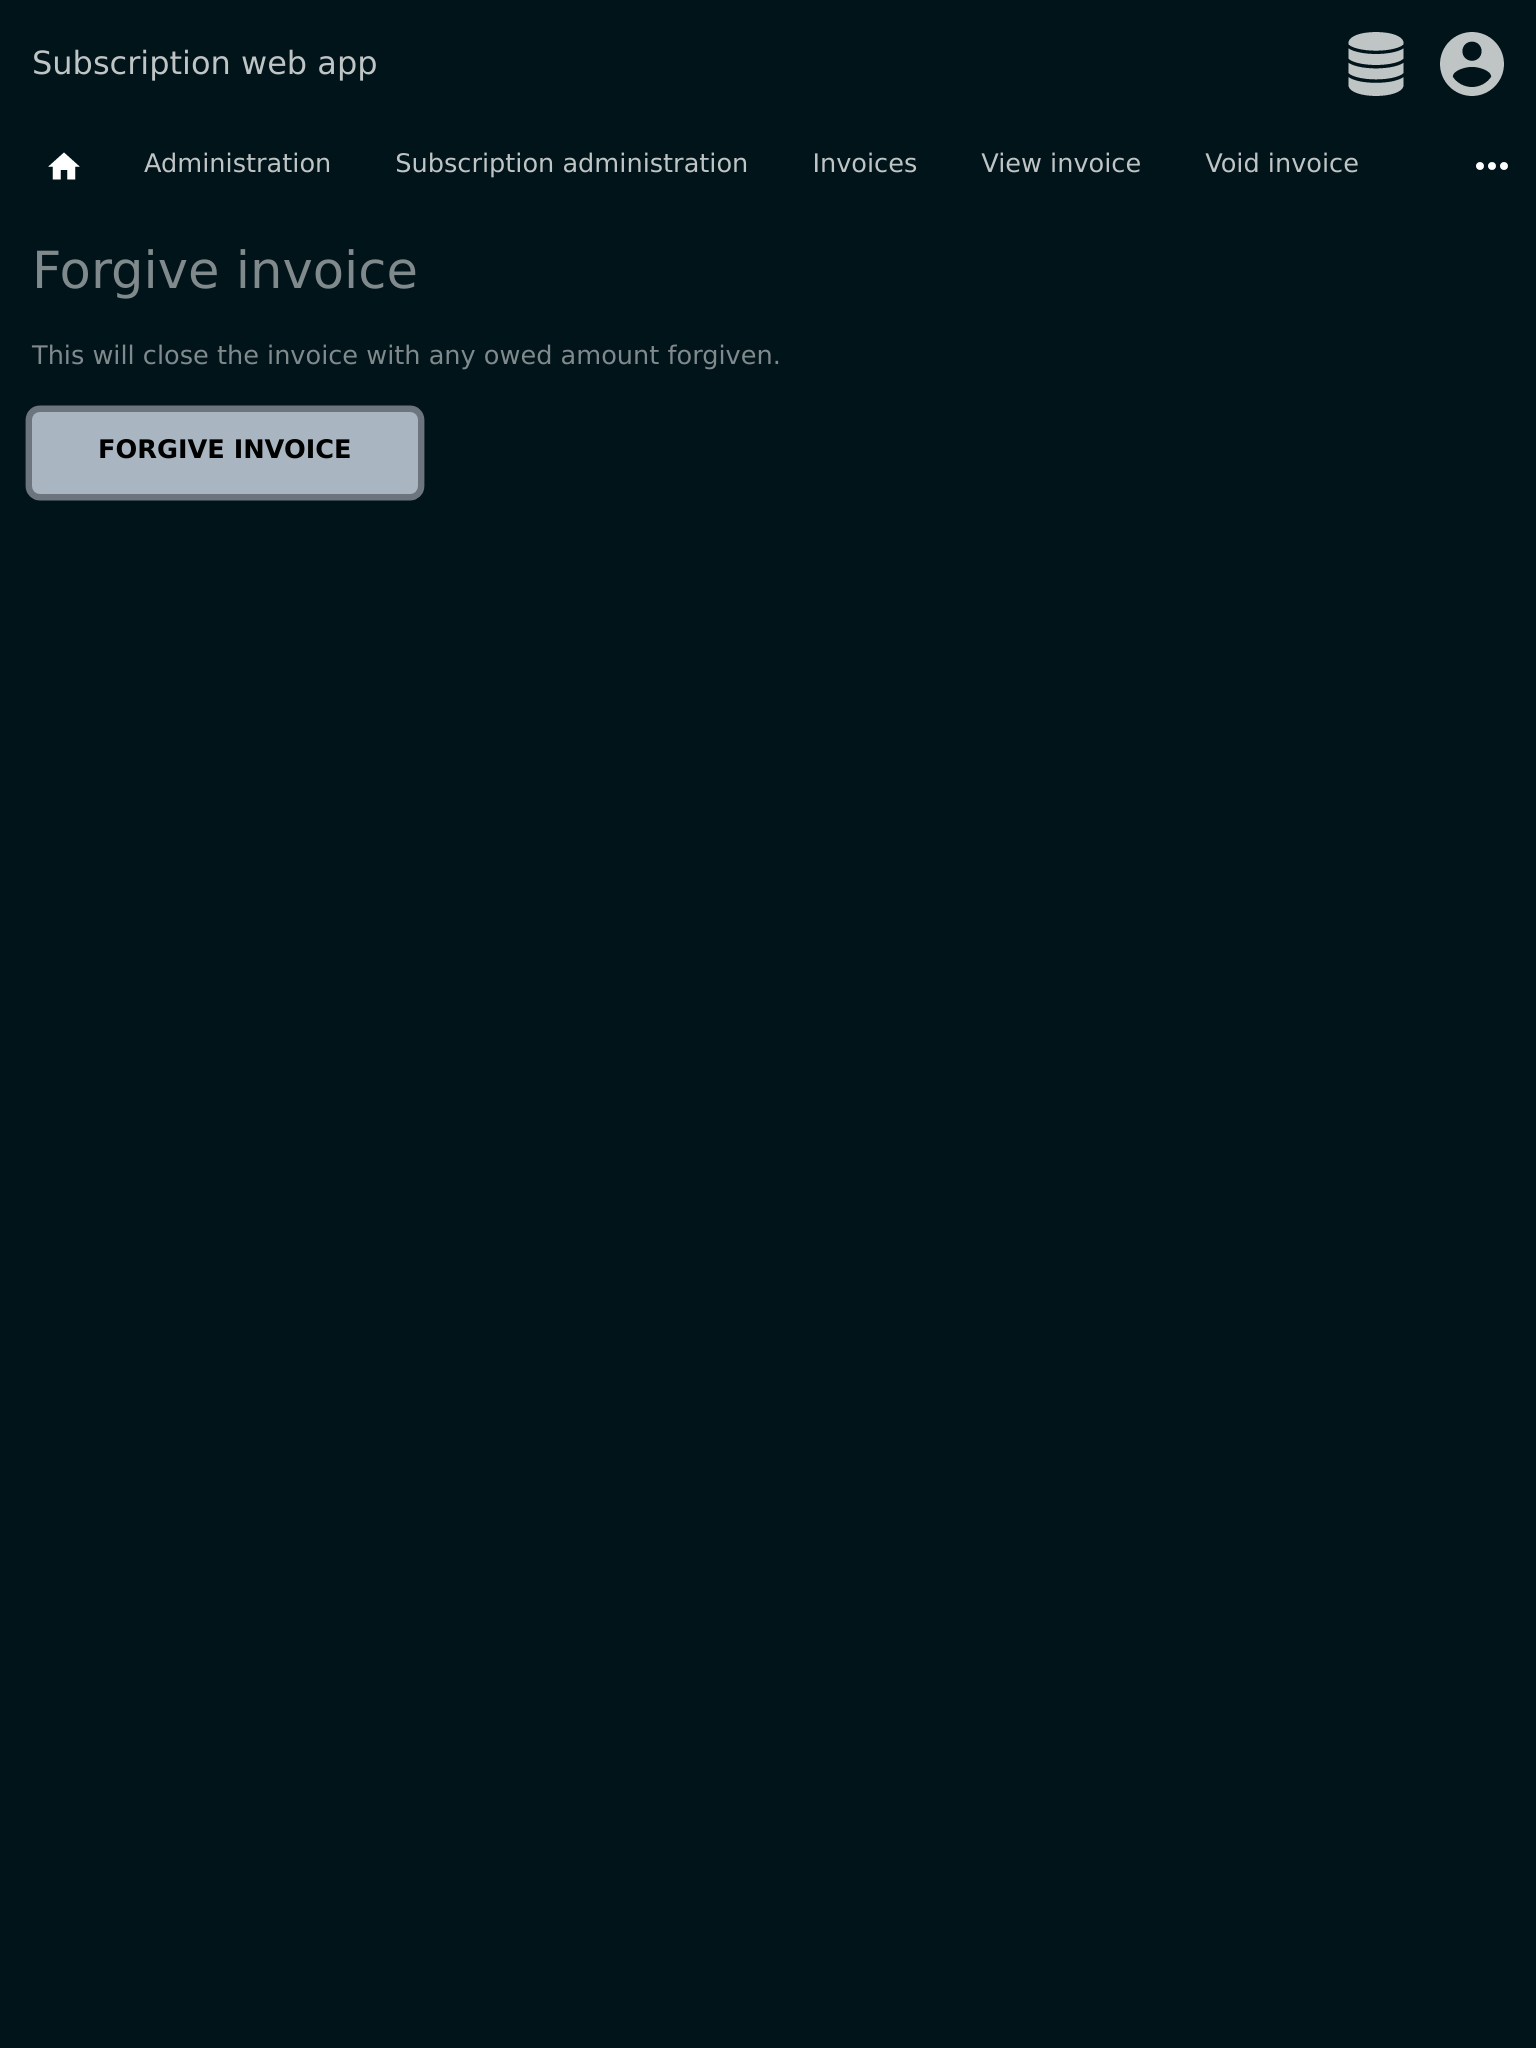 Subscription web app
Administration Subscription administration Invoices View invoice Void invoice
Forgive invoice
This will close the invoice with any owed amount forgiven.
FORGIVE INVOICE